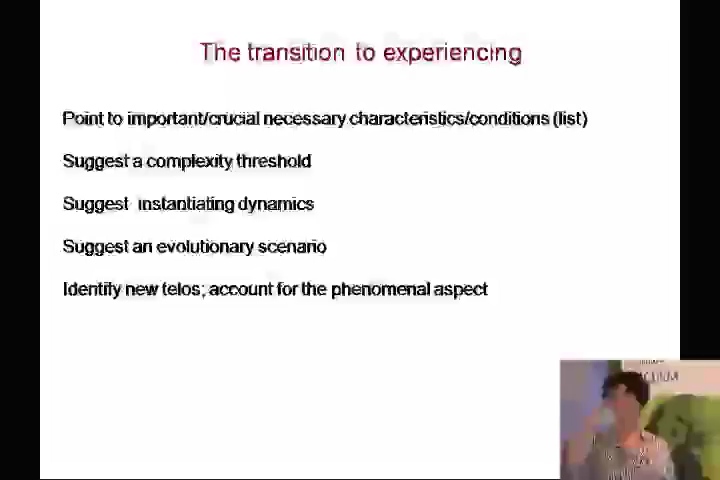 The transition to experiencing
Point to important/crucial necessary characteristics/conditions (list)
Suggest a complexity threshold
Suggest instantiating dynamics
Suggest an evolutionary scenario
Identify new telos; account for the phenomenal aspect